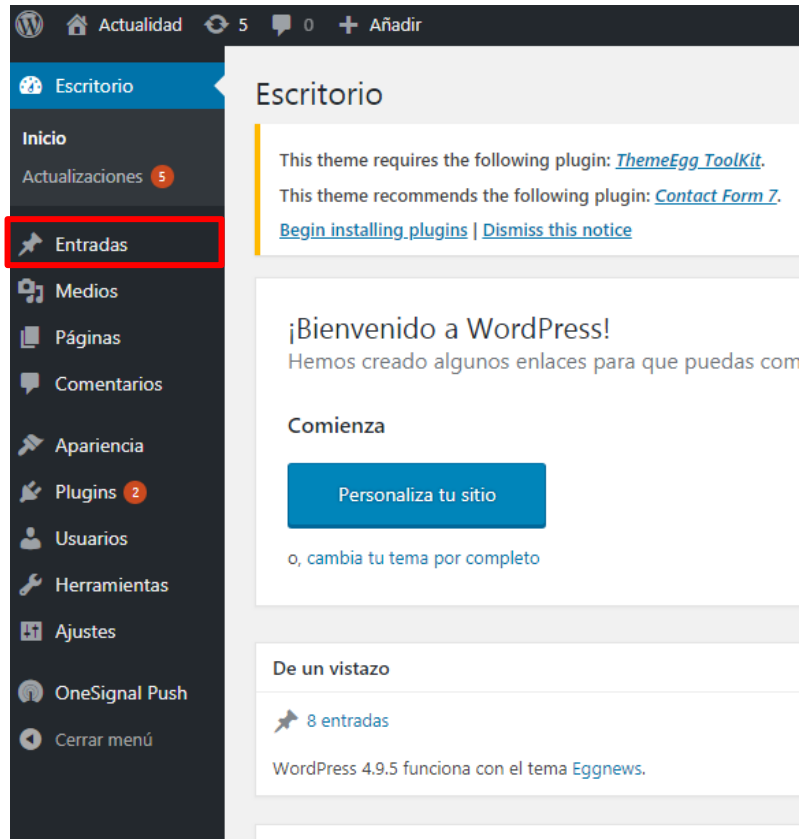 Actualidad 5 0 Añadir
Escritorio
Inicio
Actualizaciones 5
Entradas
Medios
Páginas
Comentarios
Apariencia
Plugins 2
Usuarios
Herramientas
Ajustes
OneSignal Push
Cerrar menú
Escritorio
This theme requires the following plugin: ThemeEgg ToolKit.
This theme recommends the following plugin: Contact Form 7.
Begin installing plugins | Dismiss this notice
¡Bienvenido a WordPress!
Hemos creado algunos enlaces para que puedas com
Comienza
Personaliza tu sitio
o, cambia tu tema por completo
De un vistazo
8 entradas
WordPress 4.9.5 funciona con el tema Eggnews.